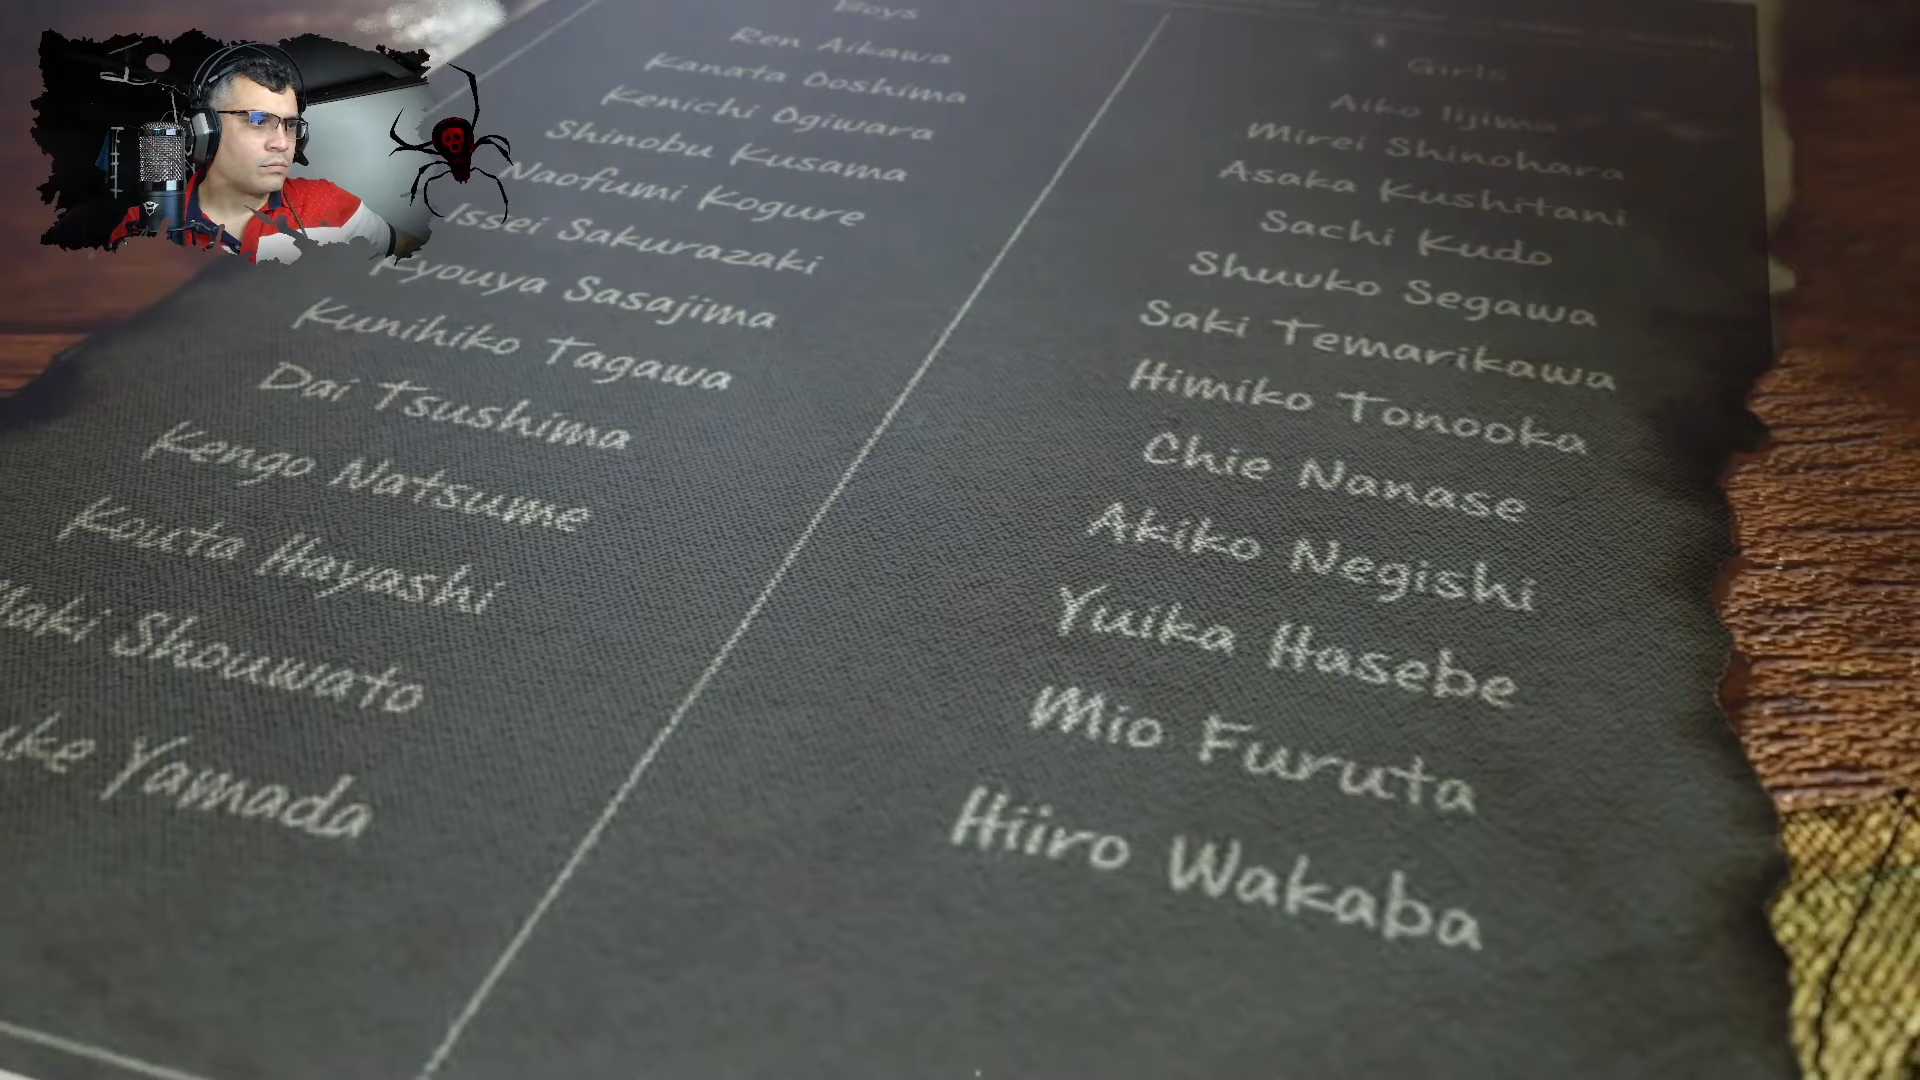 Boys
Ren Aikawa
Kanata Ooshima
Kenichi Ogiwara
Shinobu Kusama
Naofumi Kogure
Issei Sakurazaki
Kyouya Sasajima
Kunihiko Tagawa
Dai Tsushima
Kengo Natsume
Kouta Hayashi
Shouwato
Yamada
Girls
Aiko Iijima
Mirei Shinohara
Asaka Kushitani
Sachi Kudo
Shuuko Segawa
Saki Temarikawa
Himiko Tonooka
Chie Nanase
Akiko Negishi
Yuika Hasebe
Mio Furuta
Hiiro Wakaba